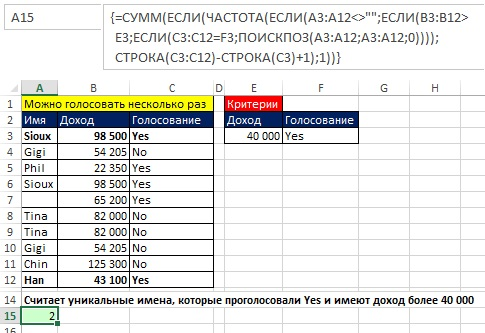 A15 {=СУММ(ЕСЛИ(ЧАСТОТА(ЕСЛИ(A3:A12<>"";ЕСЛИ(B3:B12>
E3;ЕСЛИ(C3:C12=F3;ПОИСКПОЗ(A3:A12;A3:A12;0))));
СТРОКА(C3:C12)-СТРОКА(C3)+1);1))}
A B C D E F G H
1 Можно голосовать несколько раз Критерии
2 Имя Доход Голосование Доход Голосование
3 Sioux 98 500 Yes 40 000 Yes
4 Gigi 54 205 No
5 Phil 22 350 Yes
6 Sioux 98 500 Yes
7 65 200 Yes
8 Tina 82 000 No
9 Tina 82 000 No
10 Gigi 54 205 No
11 Chin 125 300 No
12 Han 43 100 Yes
14 Считает уникальные имена, которые проголосовали Yes и имеют доход более 40 000
15 2